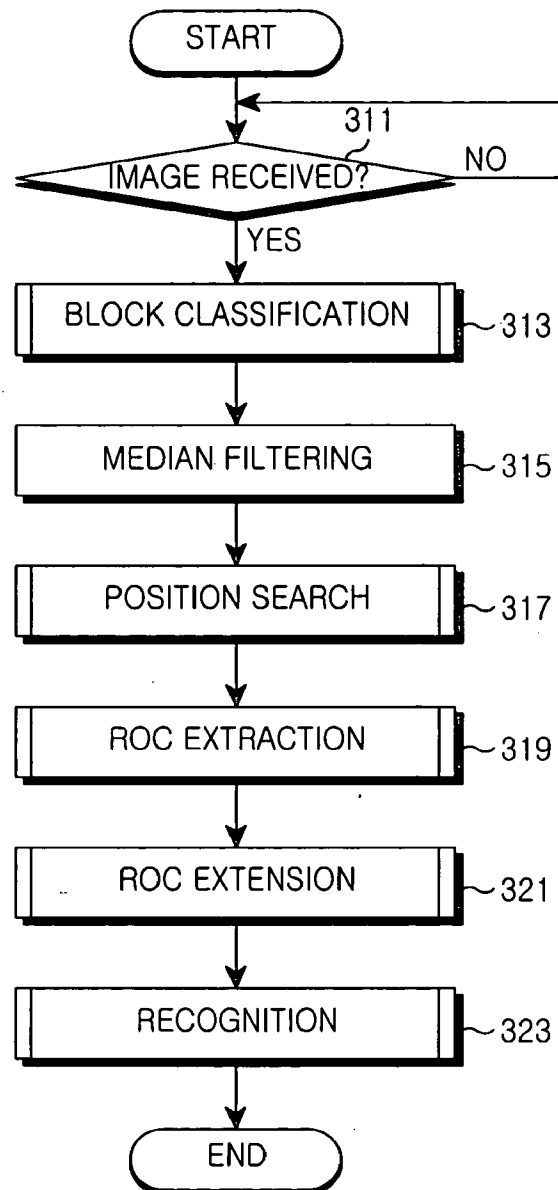 START
311
IMAGE RECEIVED?
NO
YES
BLOCK CLASSIFICATION
313
MEDIAN FILTERING
315
POSITION SEARCH
317
ROC EXTRACTION
319
ROC EXTENSION
321
RECOGNITION
323
END